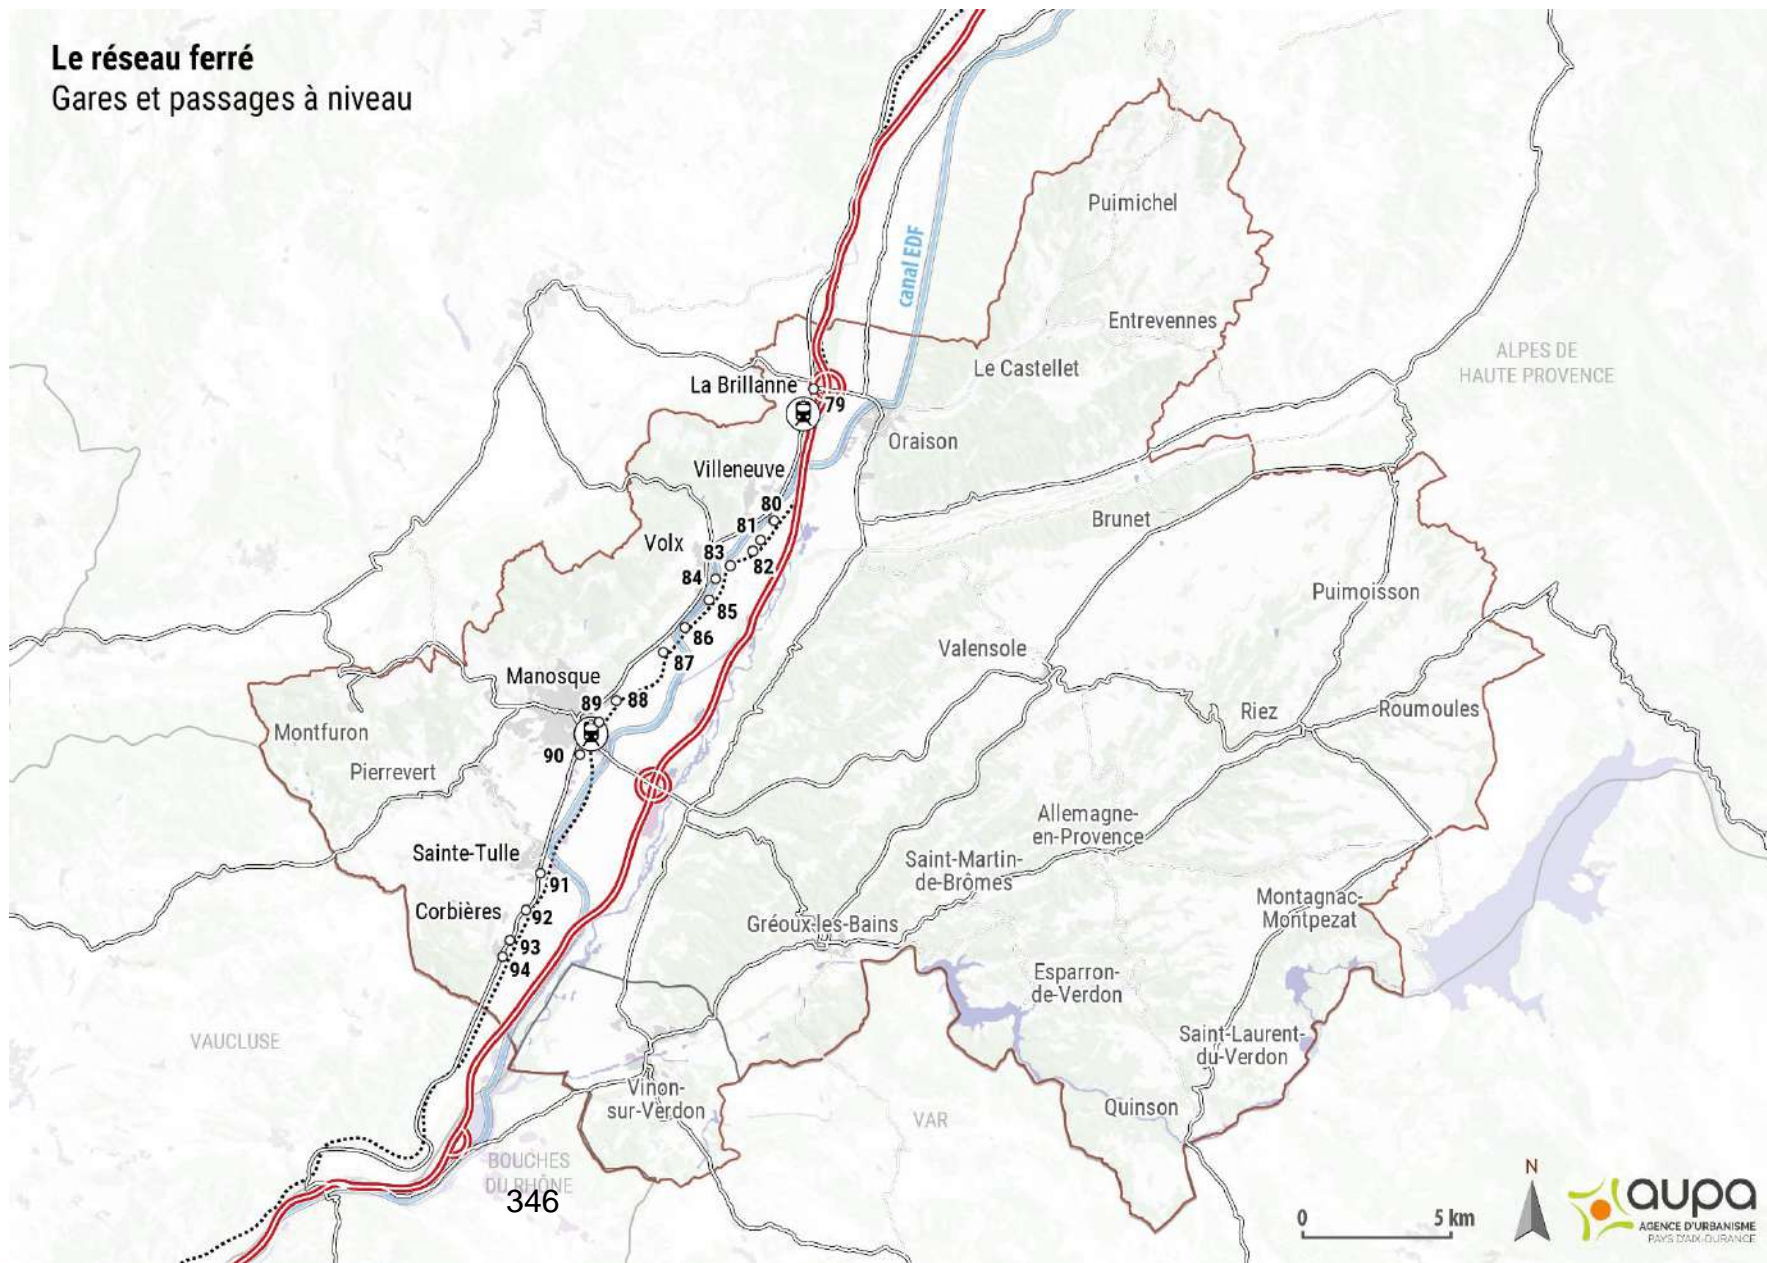 Le réseau ferré
Gares et passages à niveau
Puimichel
canal EDF
Entrevennes
ALPES DE
HAUTE PROVENCE
Le Castellet
La Brillanne
79
Oraison
Villeneuve
80
81
Brunet
Volx
83
82
84
Puimoisson
85
86
Valensole
87
Manosque
88
89
Riez
Roumoules
Montfuron
90
Pierrevert
Allemagne-
en-Provence
Sainte-Tulle
Saint-Martin-
de-Brômes
91
Montagnac-
Montpezat
Corbières
92
Gréoux-les-Bains
93
94
Esparron-
de-Verdon
VAUCLUSE
Saint-Laurent-
du-Verdon
Vinon-
sur-Verdon
Quinson
VAR
BOUCHES
DU RHÔNE
346
N
0
5 km
aupa
AGENCE D'URBANISME
PAYS D'AIX-DURANCE